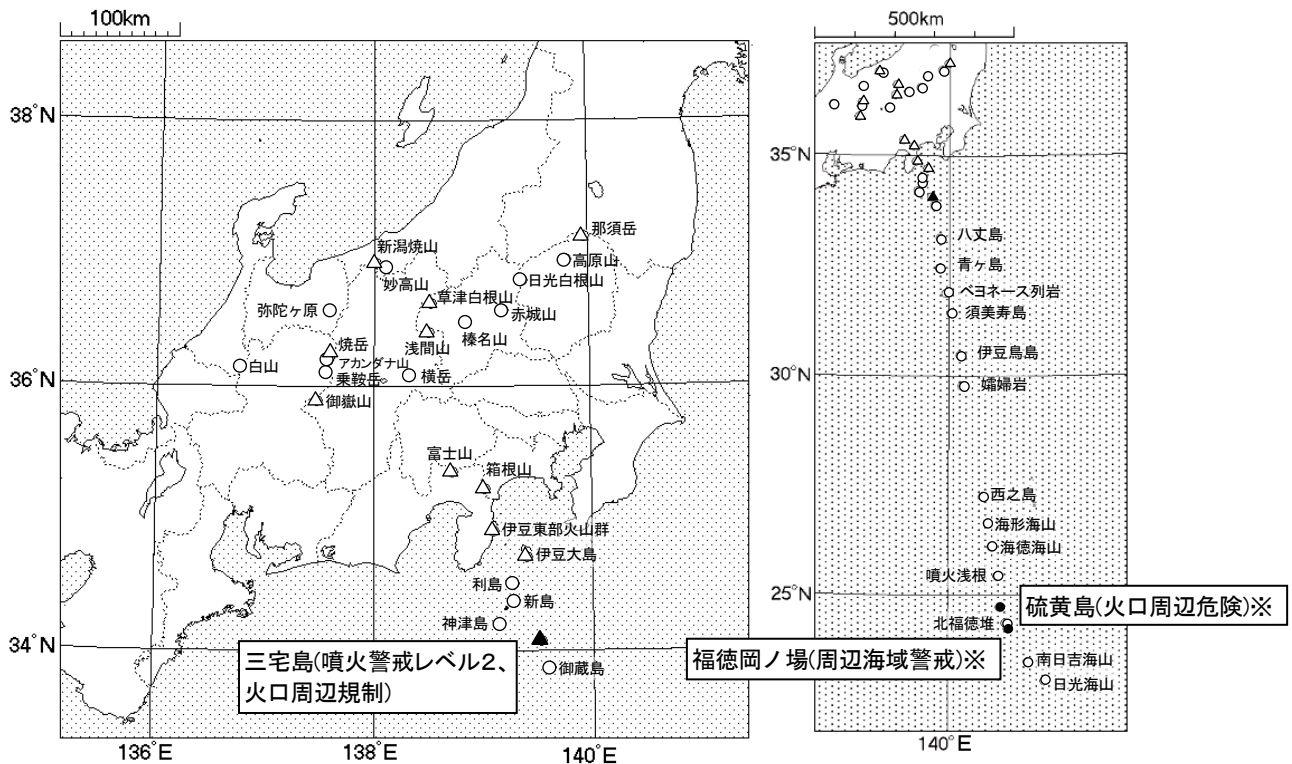 100km
38°N
36°N
34°N
136°E
138°E
140°E
那須岳
新潟焼山
高原山
妙高山
日光白根山
草津白根山
弥陀ヶ原
赤城山
榛名山
浅間山
焼岳
アカンダナ山
白山
乗鞍岳
横岳
御嶽山
富士山
箱根山
伊豆東部火山群
伊豆大島
利島
新島
神津島
三宅島(噴火警戒レベル2、
火口周辺規制)
御蔵島
500km
35°N
30°N
25°N
140°E
八丈島
青ヶ島
ベヨネース列岩
須美寿島
伊豆鳥島
孀婦岩
西之島
海形海山
海徳海山
噴火浅根
硫黄島(火口周辺危険)※
北福徳堆
福徳岡ノ場(周辺海域警戒)※
南日吉海山
日光海山